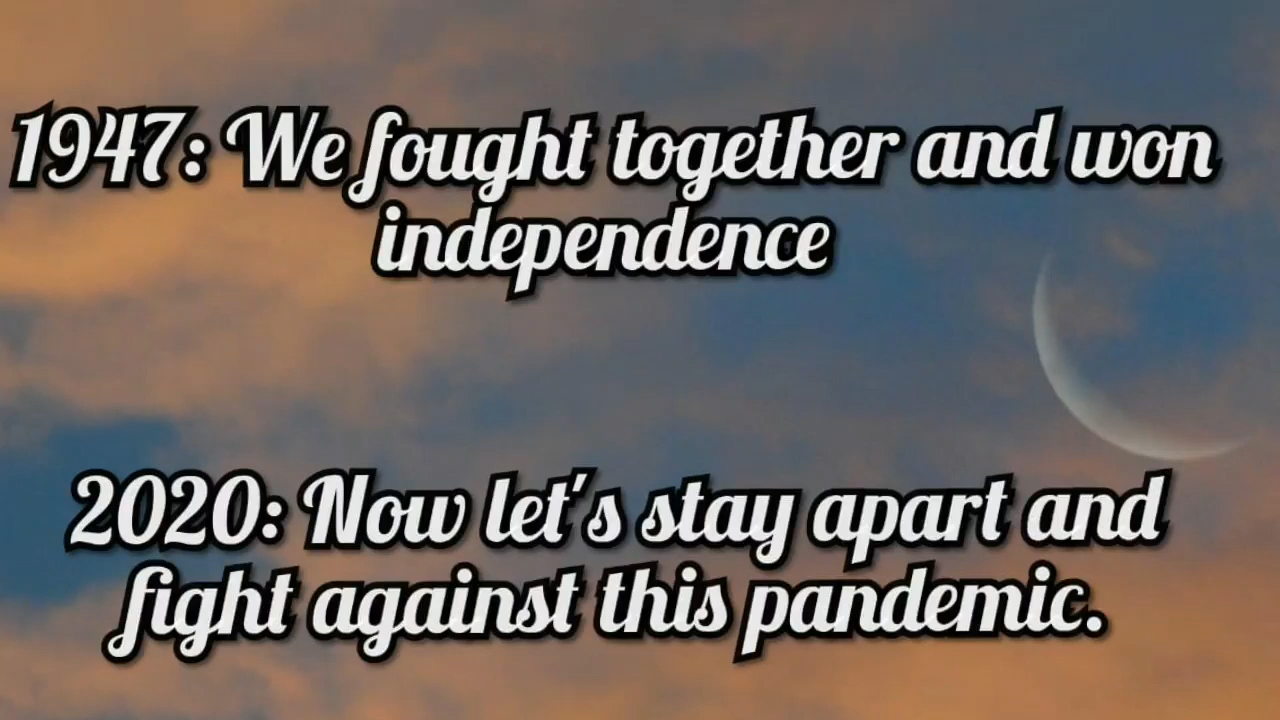 1947: We fought together and won
independence
2020: Now let's stay apart and
fight against this pandemic.